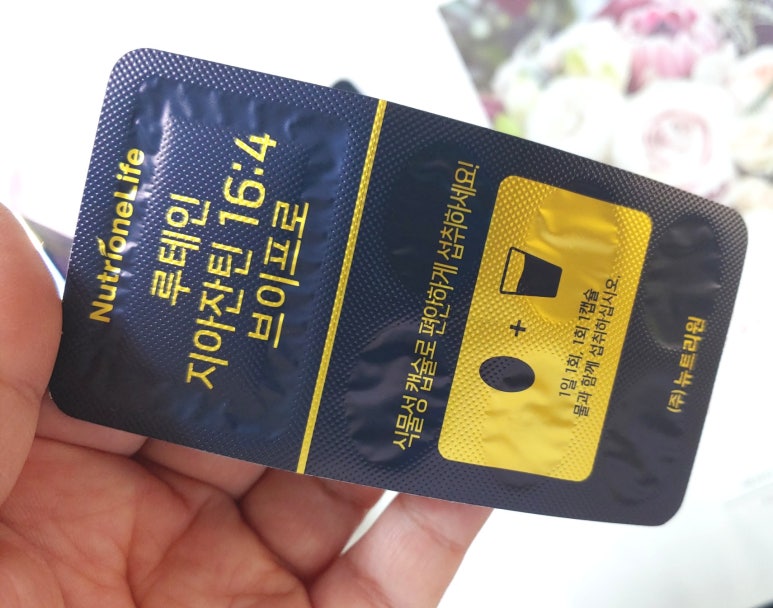 NutrioneLife
루테인
지아잔틴 16:4
브이프로
식물성 캡슐로 편안하게 섭취하세요!
+
1일 1회, 1회 1캡슐
물과 함께 섭취하십시오.
(주)뉴트리원